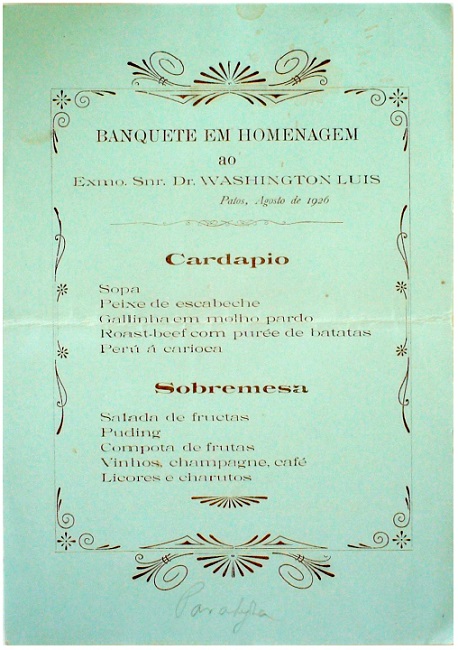 BANQUETE EM HOMENAGEM
ao
Exmo. Snr. Dr. WASHINGTON LUIS
Patos, Agosto de 1926
Cardapio
Sopa
Peixe de escabeche
Gallinha em molho pardo
Roast-beef com purée de batatas
Perú á carioca
Sobremesa
Salada de fructas
Puding
Compota de frutas
Vinhos, champagne, café
Licores e charutos